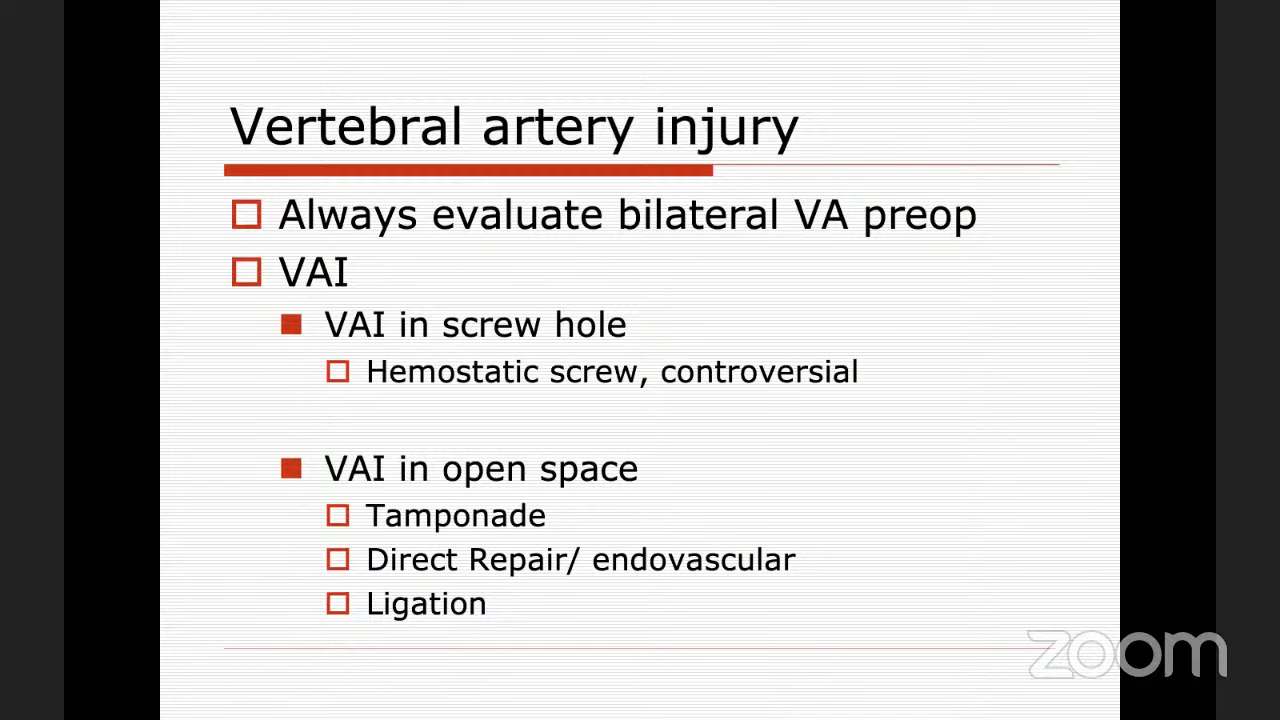 Vertebral artery injury
Always evaluate bilateral VA preop
VAI
VAI in screw hole
Hemostatic screw, controversial
VAI in open space
Tamponade
Direct Repair/ endovascular
Ligation
zoom